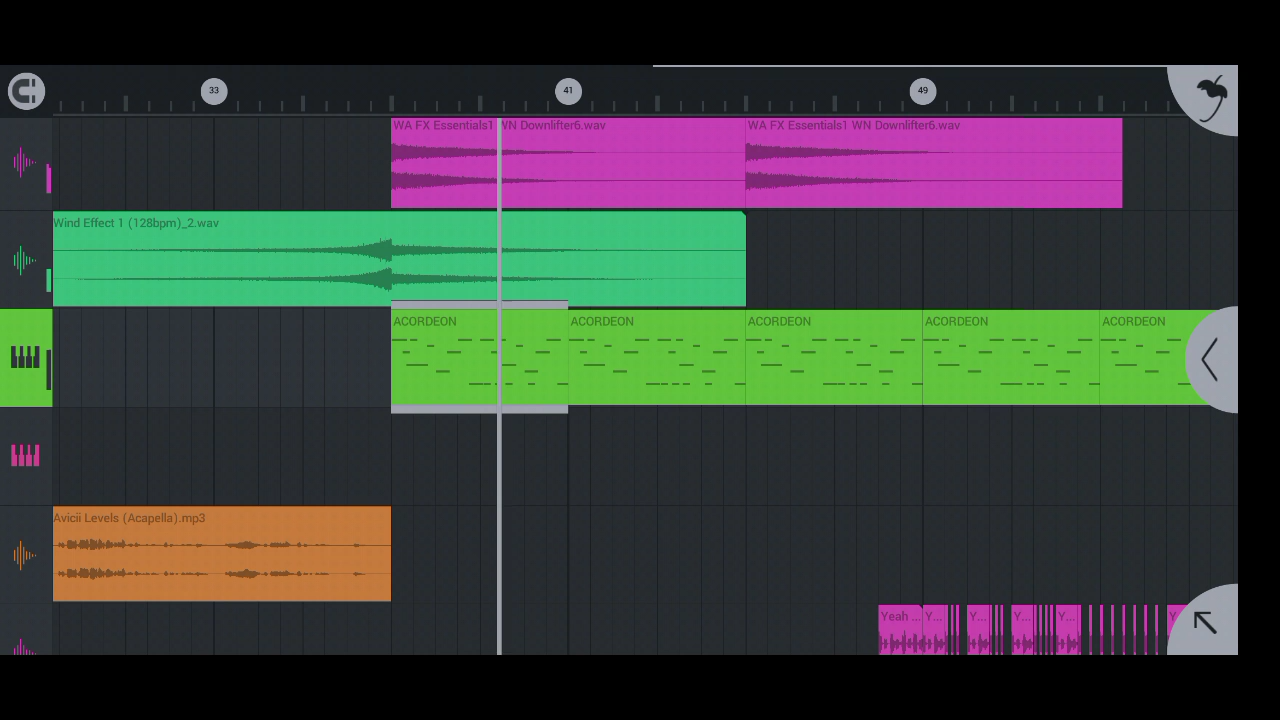 33 41 49
WA FX Essentials1 WN Downlifter6.wav WA FX Essentials1 WN Downlifter6.wav
Wind Effect 1 (128bpm)_2.wav
ACORDEON ACORDEON ACORDEON ACORDEON ACORDEON
Avicii Levels (Acapella).mp3
Yeah ... Y... Y... Y... Y... Y